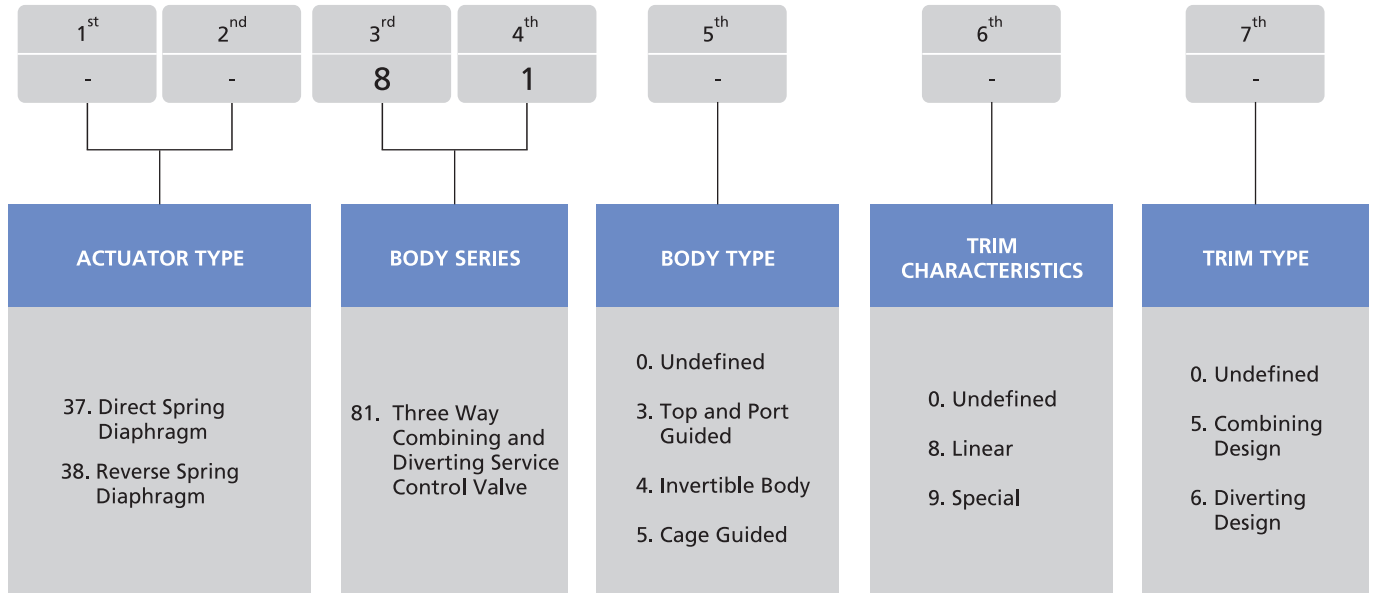 1st 2nd 3rd 4th 5th 6th 7th
- - 8 1 - - -
ACTUATOR TYPE
37. Direct Spring
Diaphragm
38. Reverse Spring
Diaphragm
BODY SERIES
81. Three Way
Combining and
Diverting Service
Control Valve
BODY TYPE
0. Undefined
3. Top and Port
Guided
4. Invertible Body
5. Cage Guided
TRIM
CHARACTERISTICS
0. Undefined
8. Linear
9. Special
TRIM TYPE
0. Undefined
5. Combining
Design
6. Diverting
Design